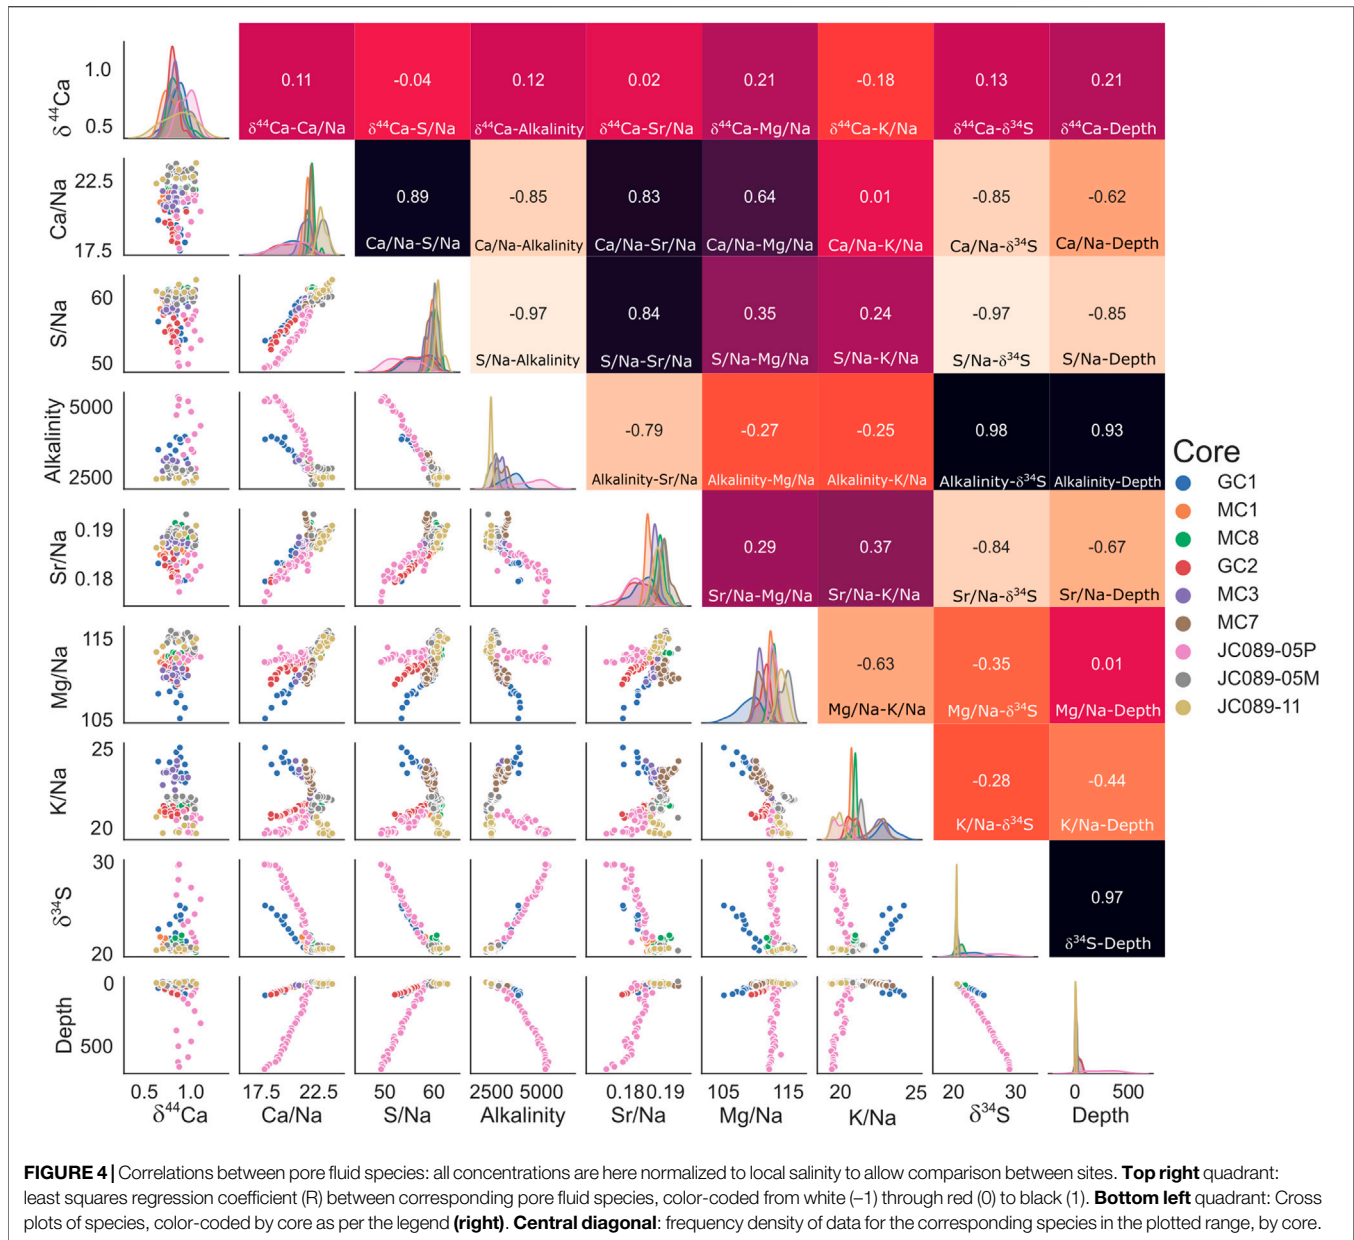 1.0
0.5
δ44Ca
0.11
δ44Ca-Ca/Na
-0.04
δ44Ca-S/Na
0.12
δ44Ca-Alkalinity
0.02
δ44Ca-Sr/Na
0.21
δ44Ca-Mg/Na
-0.18
δ44Ca-K/Na
0.13
δ44Ca-δ34S
0.21
δ44Ca-Depth
22.5
17.5
Ca/Na
0.89
Ca/Na-S/Na
-0.85
Ca/Na-Alkalinity
0.83
Ca/Na-Sr/Na
0.64
Ca/Na-Mg/Na
0.01
Ca/Na-K/Na
-0.85
Ca/Na-δ34S
-0.62
Ca/Na-Depth
60
50
S/Na
-0.97
S/Na-Alkalinity
0.84
S/Na-Sr/Na
0.35
S/Na-Mg/Na
0.24
S/Na-K/Na
-0.97
S/Na-δ34S
-0.85
S/Na-Depth
5000
2500
Alkalinity
-0.79
Alkalinity-Sr/Na
-0.27
Alkalinity-Mg/Na
-0.25
Alkalinity-K/Na
0.98
Alkalinity-δ34S
0.93
Alkalinity-Depth
0.19
0.18
Sr/Na
0.29
Sr/Na-Mg/Na
0.37
Sr/Na-K/Na
-0.84
Sr/Na-δ34S
-0.67
Sr/Na-Depth
115
105
Mg/Na
-0.63
Mg/Na-K/Na
-0.35
Mg/Na-δ34S
0.01
Mg/Na-Depth
25
20
K/Na
-0.28
K/Na-δ34S
-0.44
K/Na-Depth
30
20
δ34S
0.97
δ34S-Depth
0
500
Depth
0.5 1.0
δ44Ca
17.5 22.5
Ca/Na
50 60
S/Na
2500 5000
Alkalinity
0.18 0.19
Sr/Na
105 115
Mg/Na
20 25
K/Na
20 30
δ34S
0 500
Depth
Core
GC1
MC1
MC8
GC2
MC3
MC7
JC089-05P
JC089-05M
JC089-11
FIGURE 4 | Correlations between pore fluid species: all concentrations are here normalized to local salinity to allow comparison between sites. Top right quadrant:
least squares regression coefficient (R) between corresponding pore fluid species, color-coded from white (–1) through red (0) to black (1). Bottom left quadrant: Cross
plots of species, color-coded by core as per the legend (right). Central diagonal: frequency density of data for the corresponding species in the plotted range, by core.